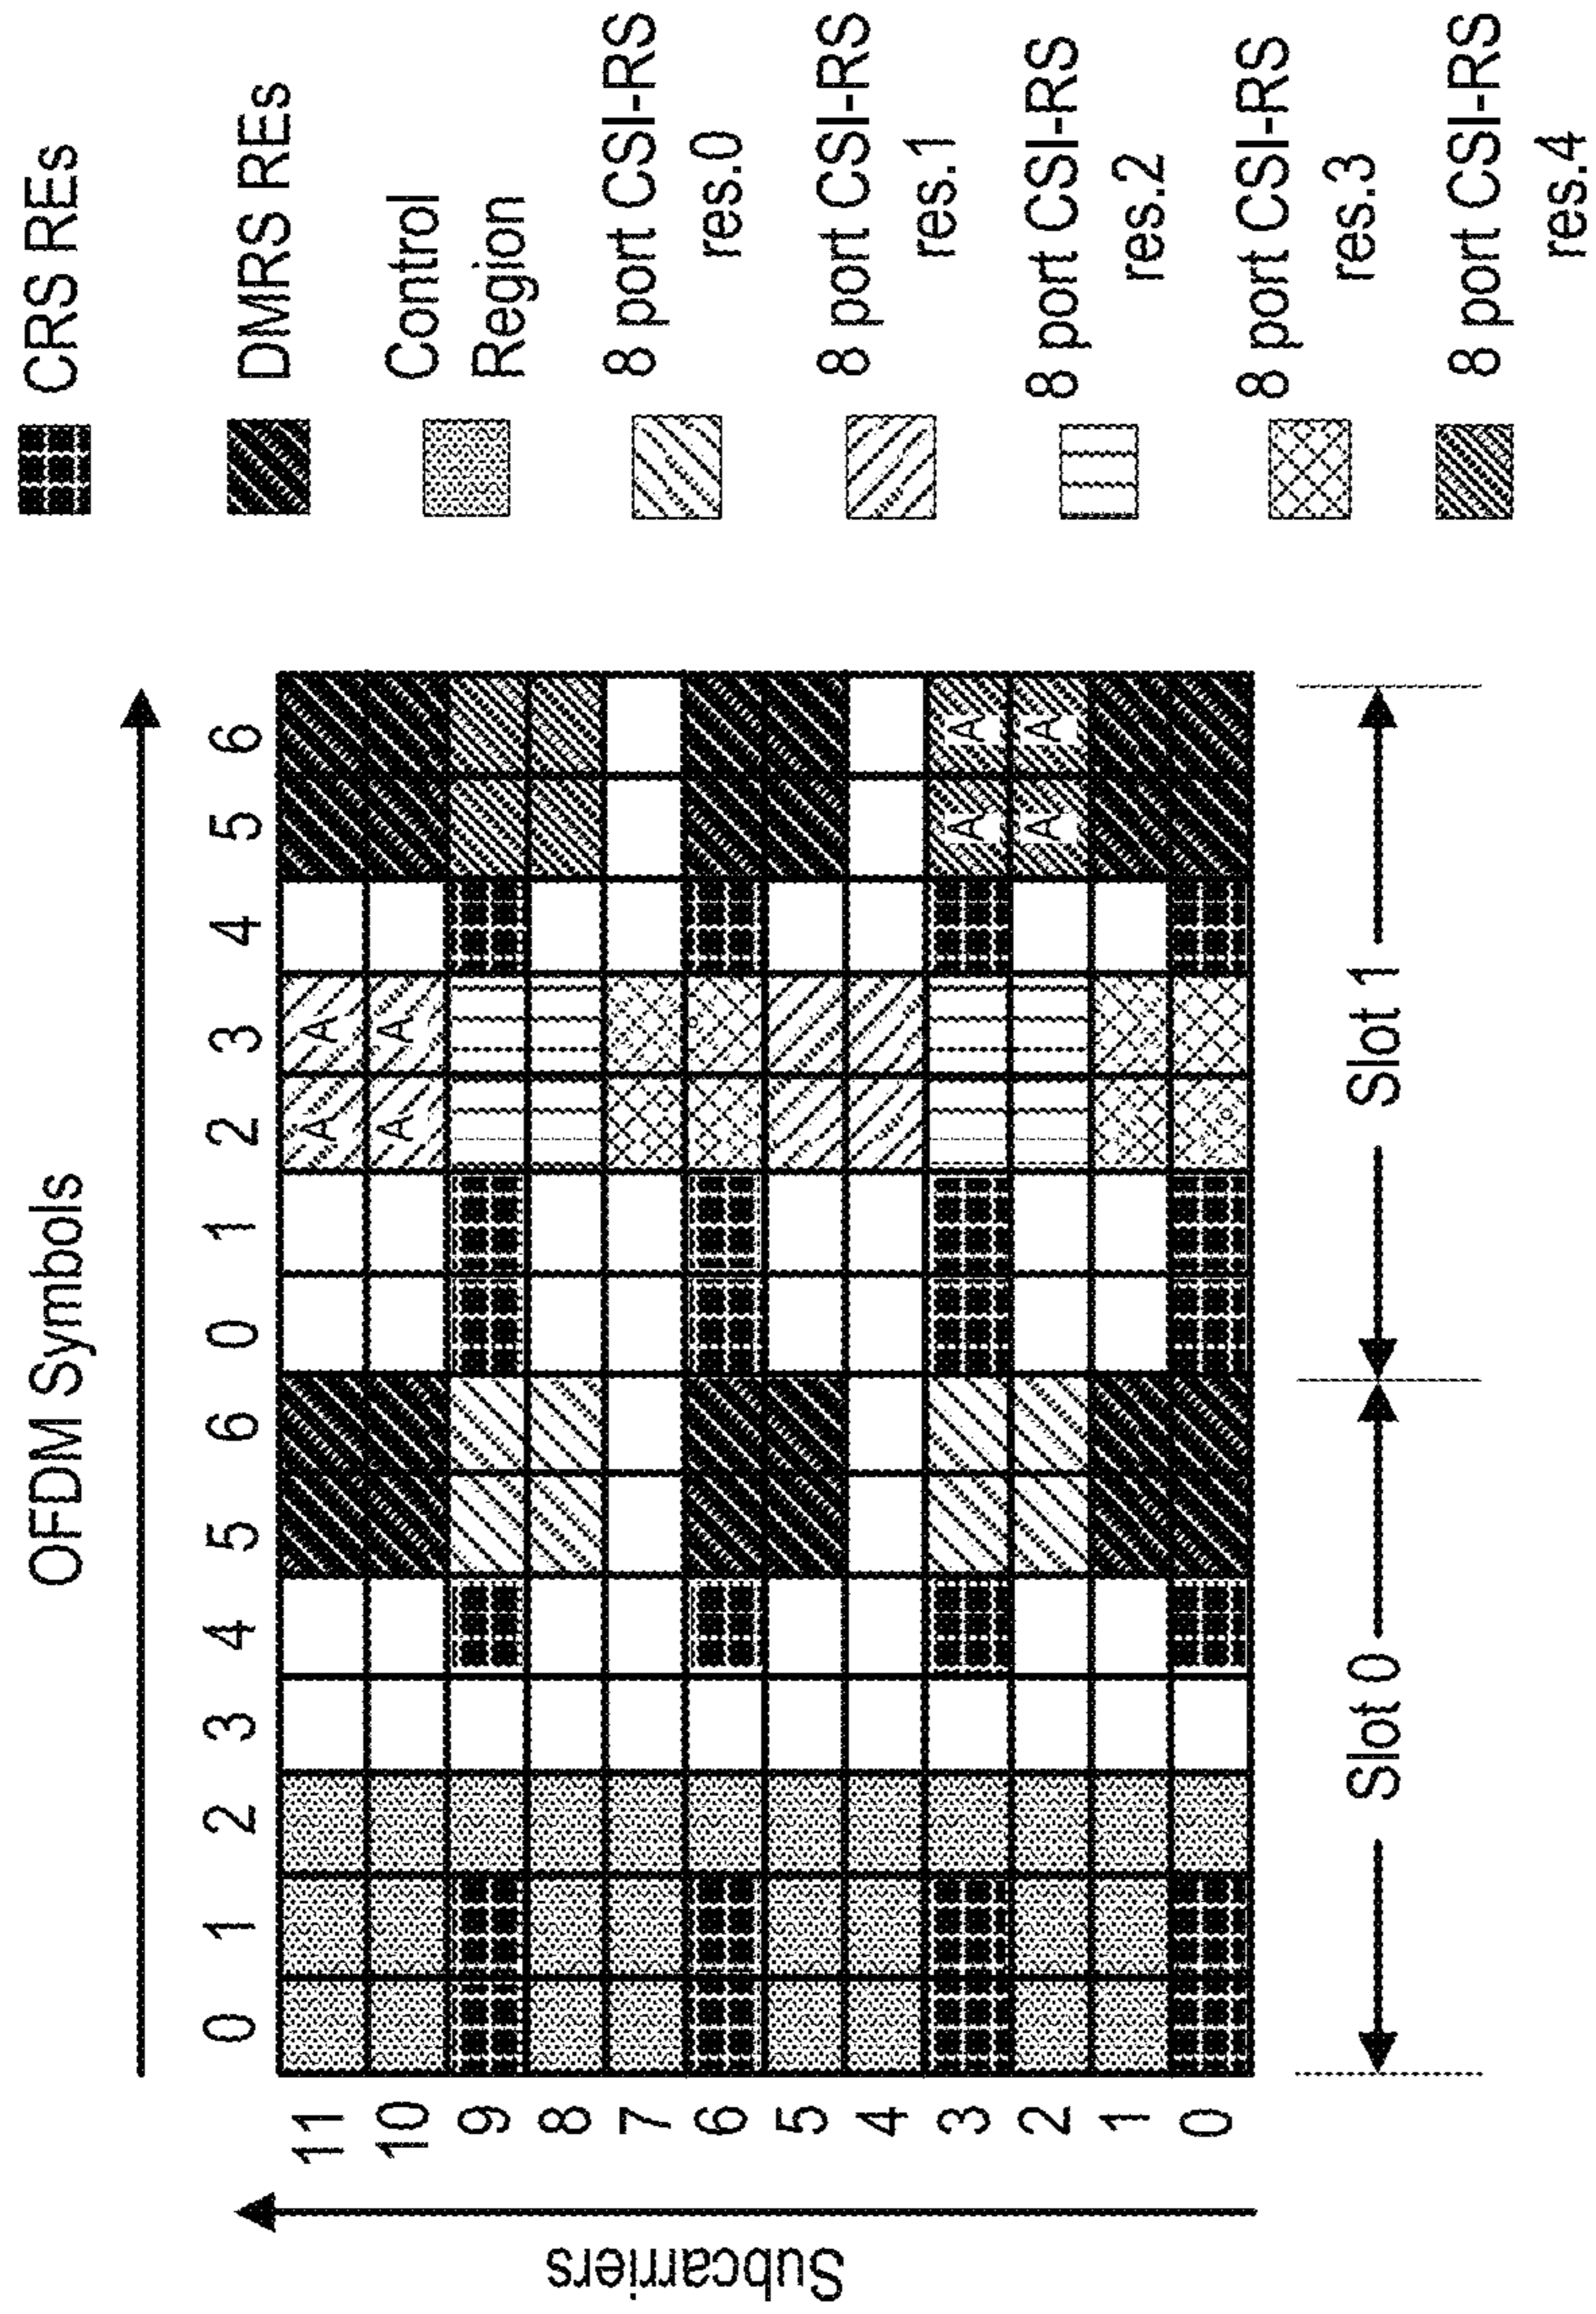 OFDM Symbols
0 1 2 3 4 5 6 0 1 2 3 4 5 6
11 A A
10 A A
9
8
7
6
5
4
3 A A
2 A A
1
0
Subcarriers
Slot 0 Slot 1
CRS REs
DMRS REs
Control
Region
8 port CSI-RS
res.0
8 port CSI-RS
res.1
8 port CSI-RS
res.2
8 port CSI-RS
res.3
8 port CSI-RS
res.4